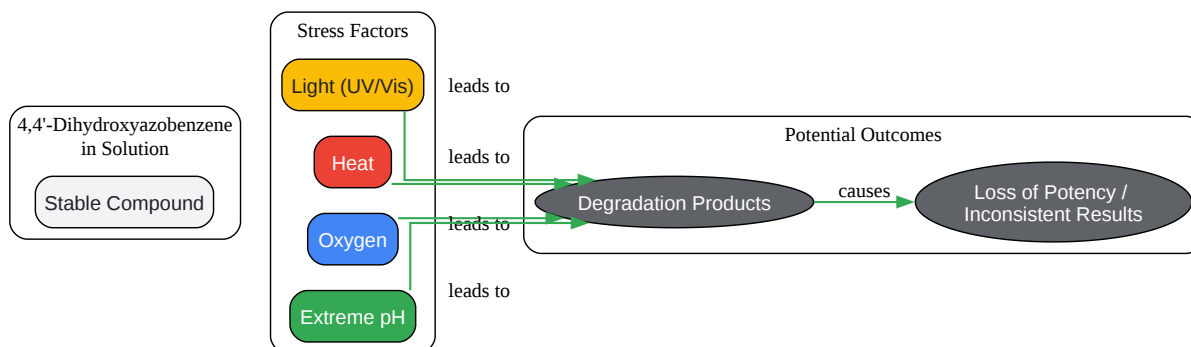 4,4'-Dihydroxyazobenzene
in Solution
Stable Compound
Stress Factors
Light (UV/Vis)
Heat
Oxygen
Extreme pH
leads to
leads to
leads to
leads to
Potential Outcomes
Degradation Products
causes
Loss of Potency /
Inconsistent Results